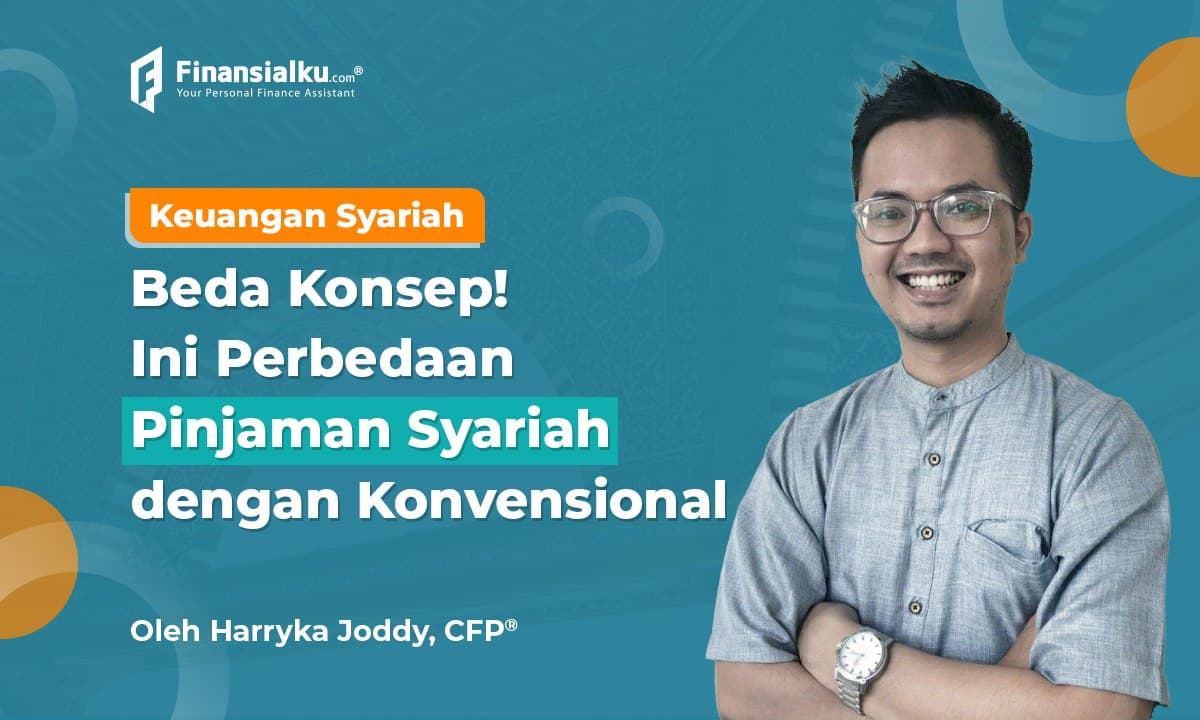 Finansialku.com®
Your Personal Finance Assistant
Keuangan Syariah
Beda Konsep!
Ini Perbedaan
Pinjaman Syariah
dengan Konvensional
Oleh Harryka Joddy, CFP®